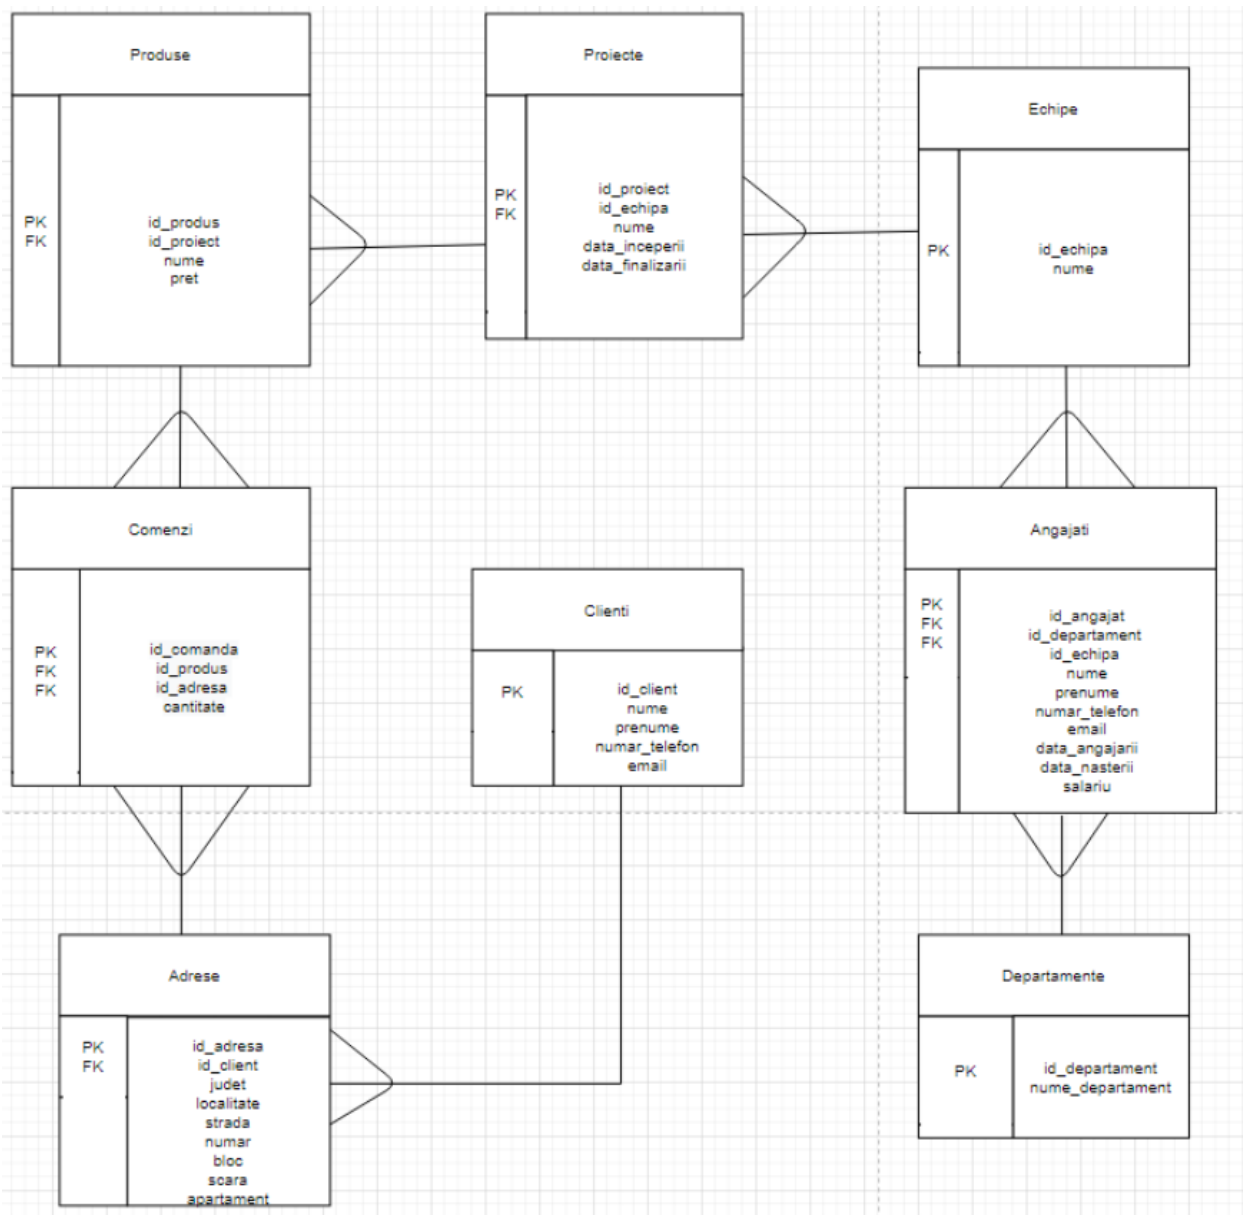 Produse
PK
FK
id_produs
id_proiect
nume
pret
Proiecte
PK
FK
id_proiect
id_echipa
nume
data_inceperii
data_finalizarii
Echipe
PK
id_echipa
nume
Comenzi
PK
FK
FK
id_comanda
id_produs
id_adresa
cantitate
Clienti
PK
id_client
nume
prenume
numar_telefon
email
Angajati
PK
FK
FK
id_angajat
id_departament
id_echipa
nume
prenume
numar_telefon
email
data_angajarii
data_nasterii
salariu
Adrese
PK
FK
id_adresa
id_client
judet
localitate
strada
numar
bloc
scara
apartament
Departamente
PK
id_departament
nume_departament